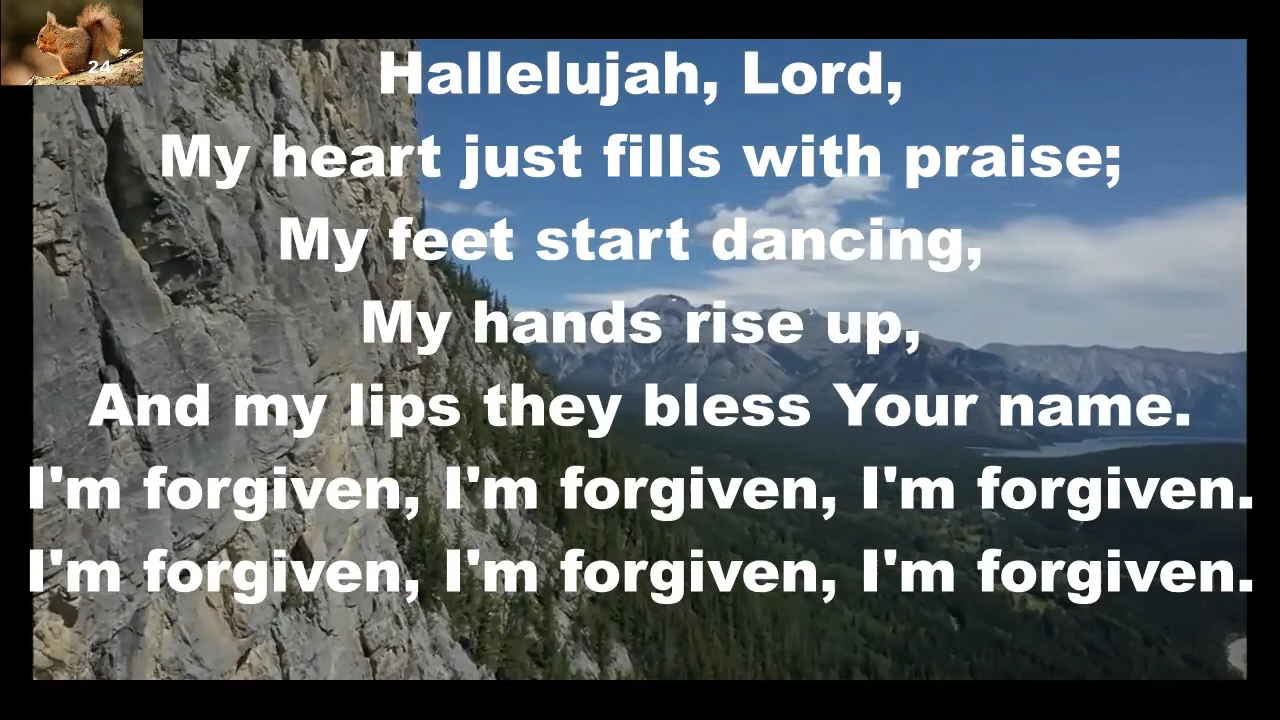 24
Hallelujah, Lord,
My heart just fills with praise;
My feet start dancing,
My hands rise up,
And my lips they bless Your name.
I'm forgiven, I'm forgiven, I'm forgiven.
I'm forgiven, I'm forgiven, I'm forgiven.